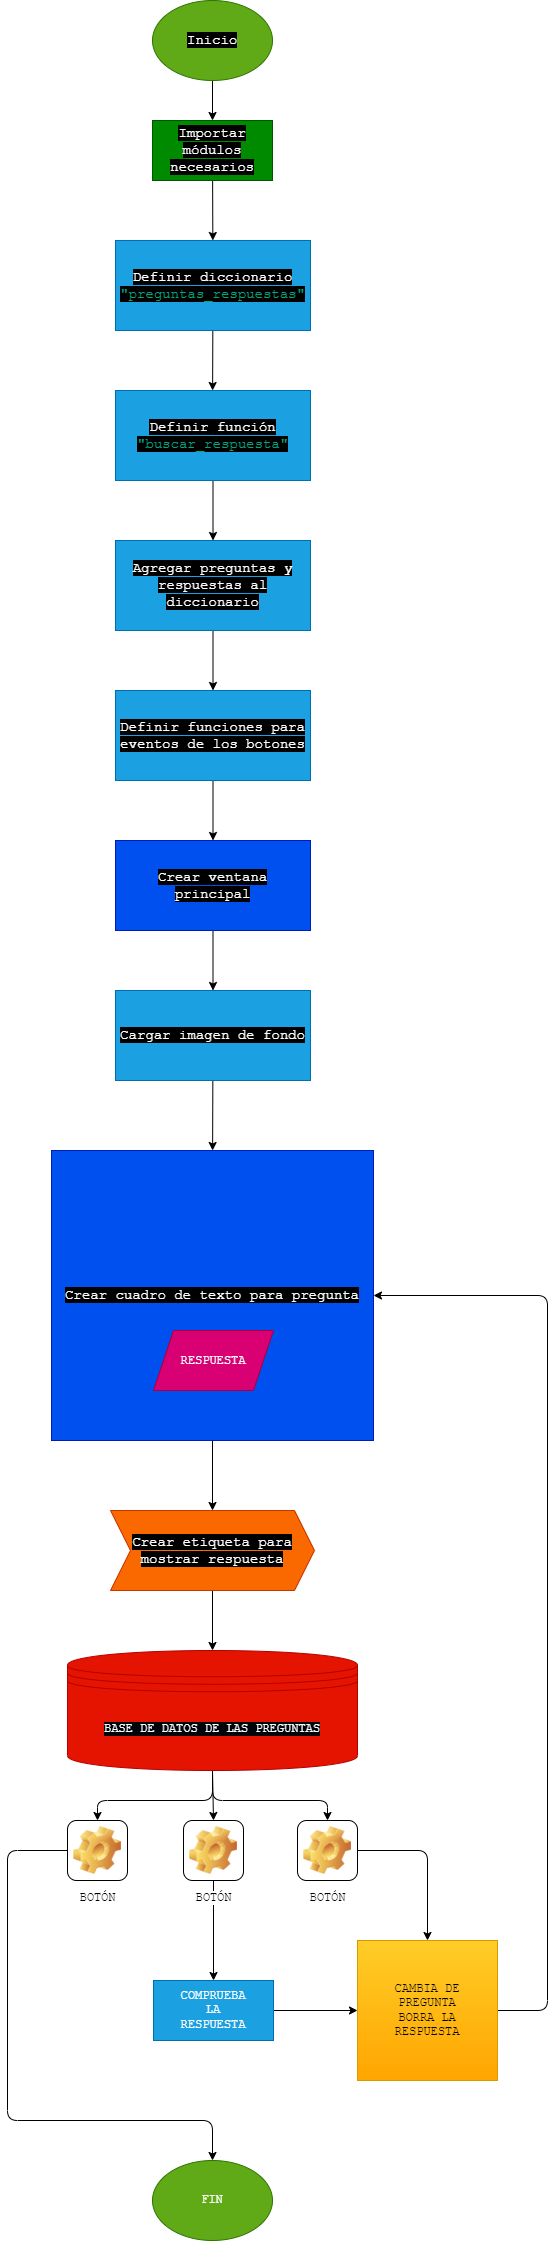 Inicio
Importar
módulos
necesarios
Definir diccionario
"preguntas_respuestas"
Definir función
"buscar_respuesta"
Agregar preguntas y
respuestas al
diccionario
Definir funciones para
eventos de los botones
Crear ventana
principal
Cargar imagen de fondo
Crear cuadro de texto para pregunta
RESPUESTA
Crear etiqueta para
mostrar respuesta
BASE DE DATOS DE LAS PREGUNTAS
BOTÓN
BOTÓN
BOTÓN
COMPRUEBA
LA
RESPUESTA
CAMBIA DE
PREGUNTA
BORRA LA
RESPUESTA
FIN